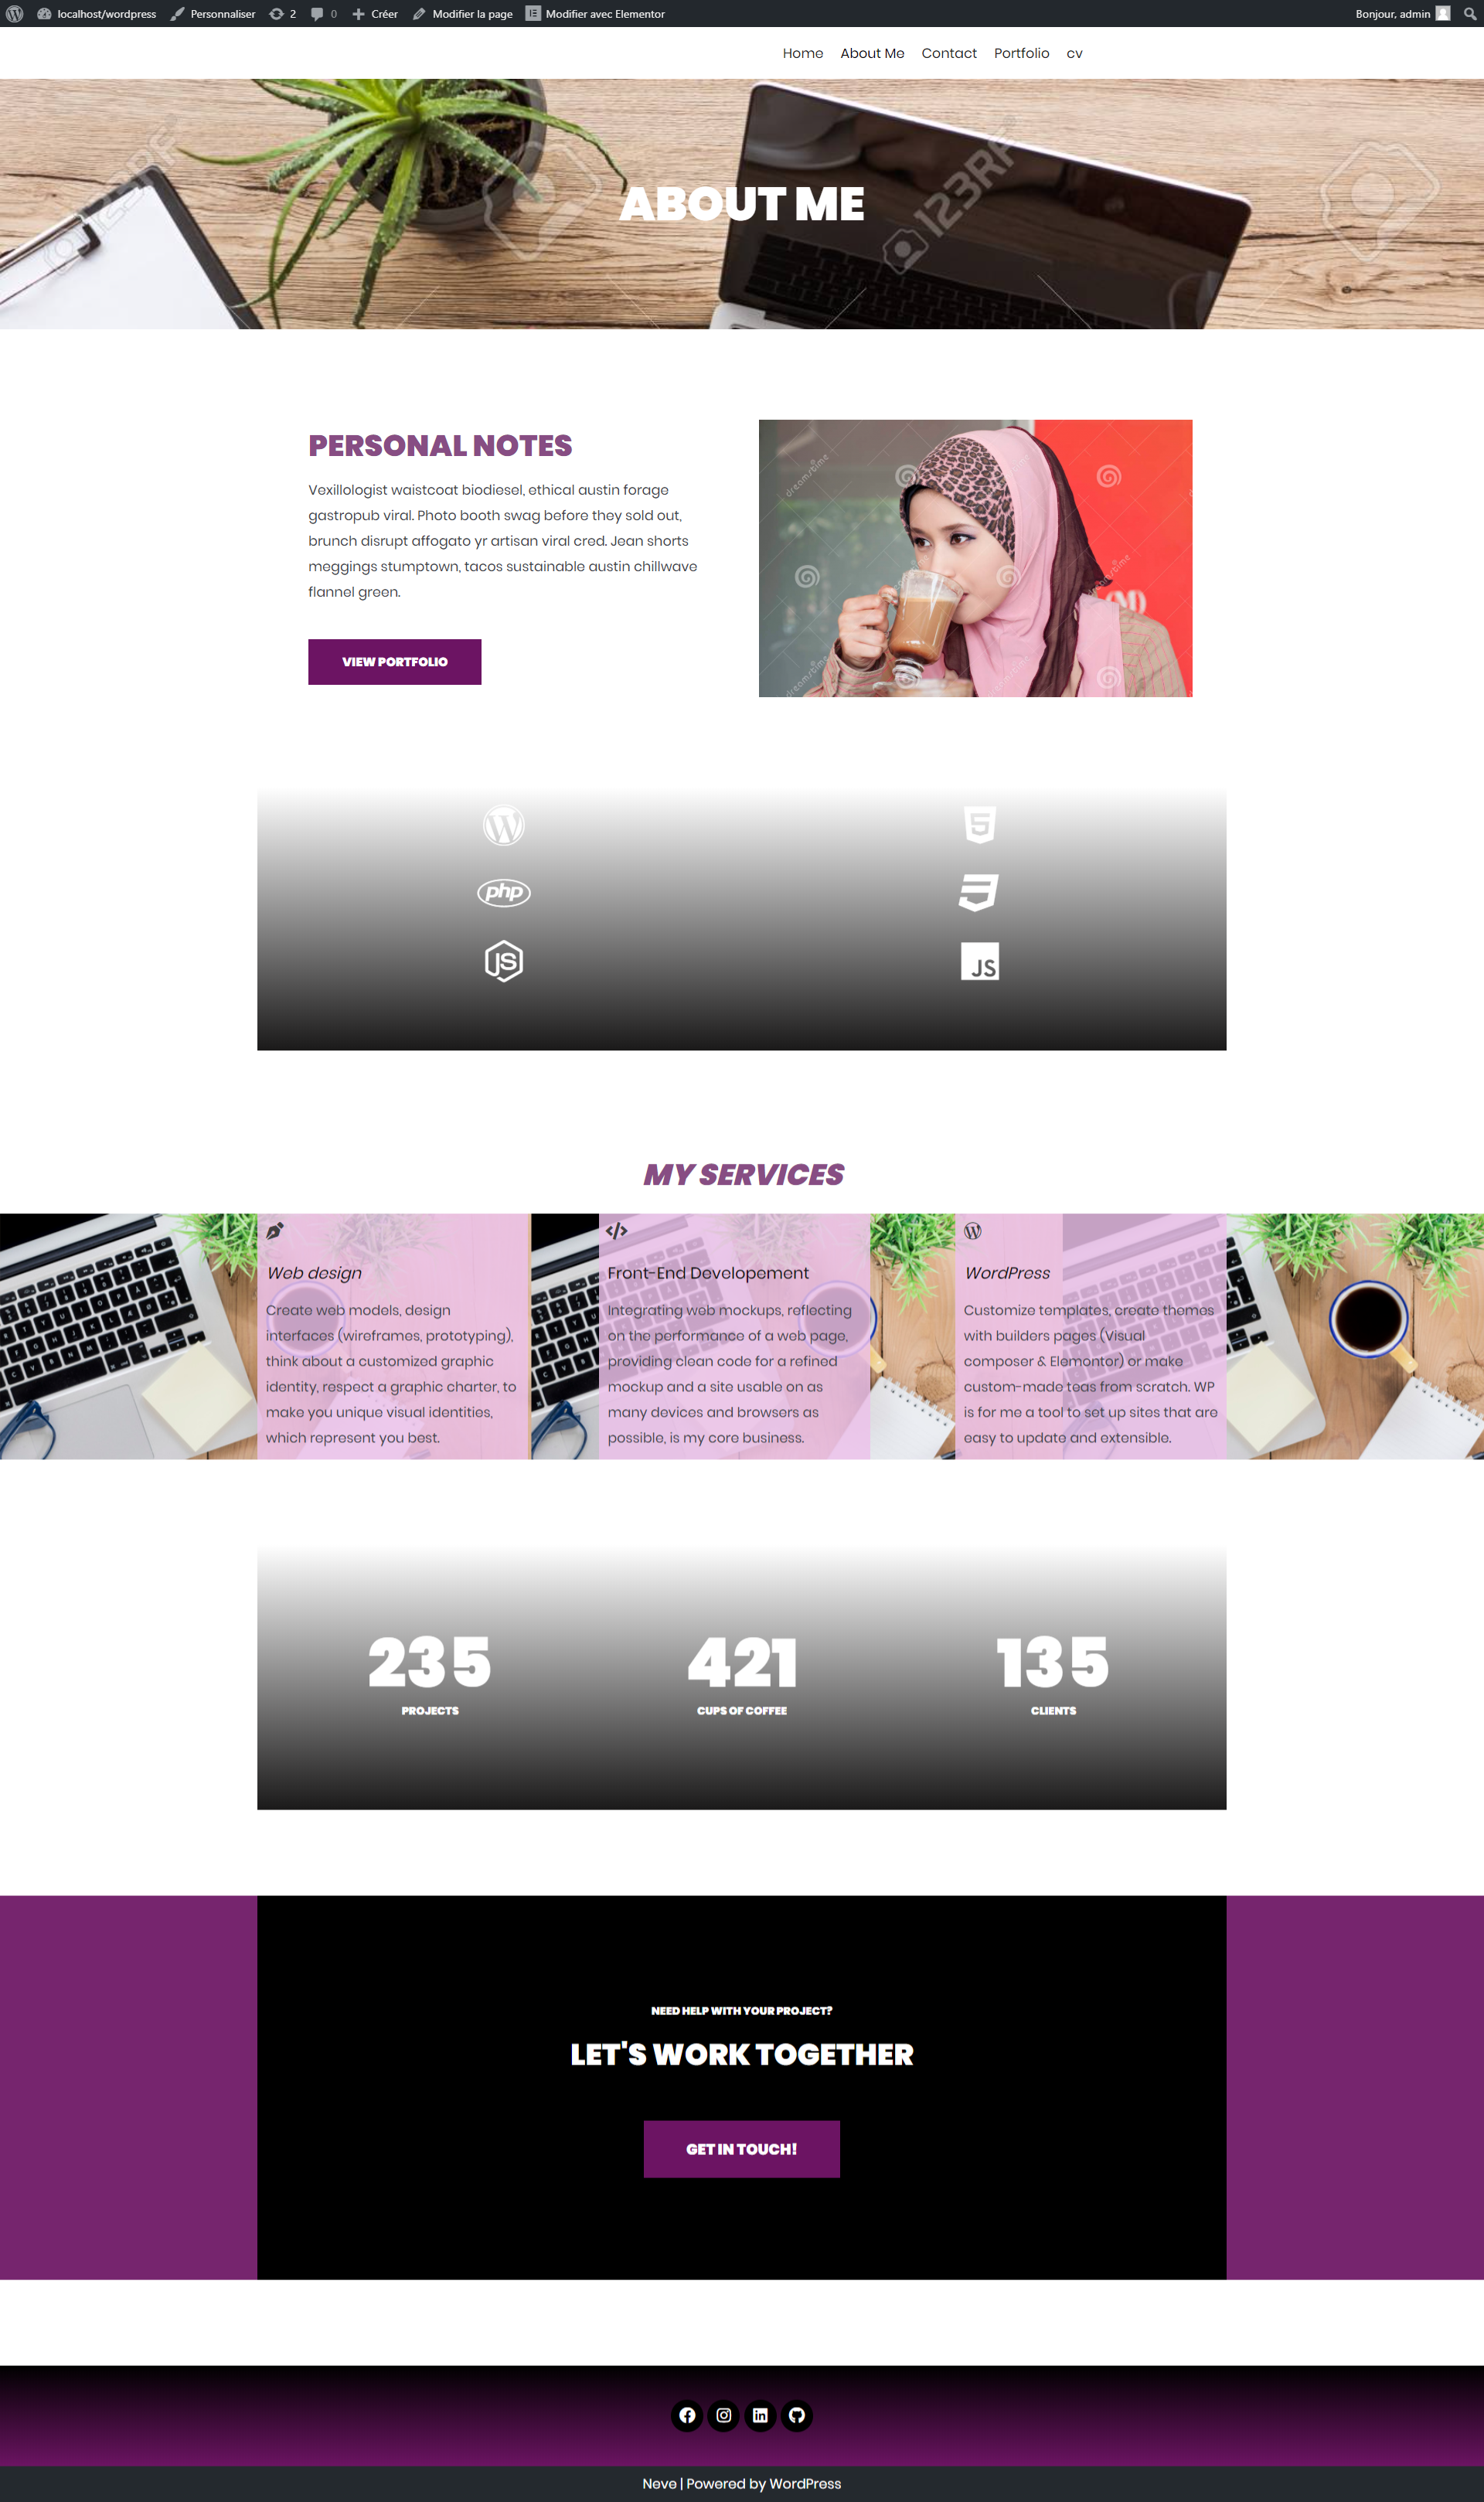 localhost/wordpress Personnaliser 2 0 Créer Modifier la page Modifier avec Elementor Bonjour, admin
Home About Me Contact Portfolio cv
123RF
123RF
ABOUT ME
PERSONAL NOTES
Vexillologist waistcoat biodiesel, ethical austin forage
gastropub viral. Photo booth swag before they sold out,
brunch disrupt affogato yr artisan viral cred. Jean shorts
meggings stumptown, tacos sustainable austin chillwave
flannel green.
VIEW PORTFOLIO
dreamstime
dreamstime
dreamstime
dreamstime
php
JS
5
JS
MY SERVICES
Web design
Create web models, design
interfaces (wireframes, prototyping),
think about a customized graphic
identity, respect a graphic charter, to
make you unique visual identities,
which represent you best.
Front-End Developement
Integrating web mockups, reflecting
on the performance of a web page,
providing clean code for a refined
mockup and a site usable on as
many devices and browsers as
possible, is my core business.
WordPress
Customize templates, create themes
with builders pages (Visual
composer & Elemontor) or make
custom-made teas from scratch. WP
is for me a tool to set up sites that are
easy to update and extensible.
235
PROJECTS
421
CUPS OF COFFEE
135
CLIENTS
NEED HELP WITH YOUR PROJECT?
LET'S WORK TOGETHER
GET IN TOUCH!
Neve | Powered by WordPress